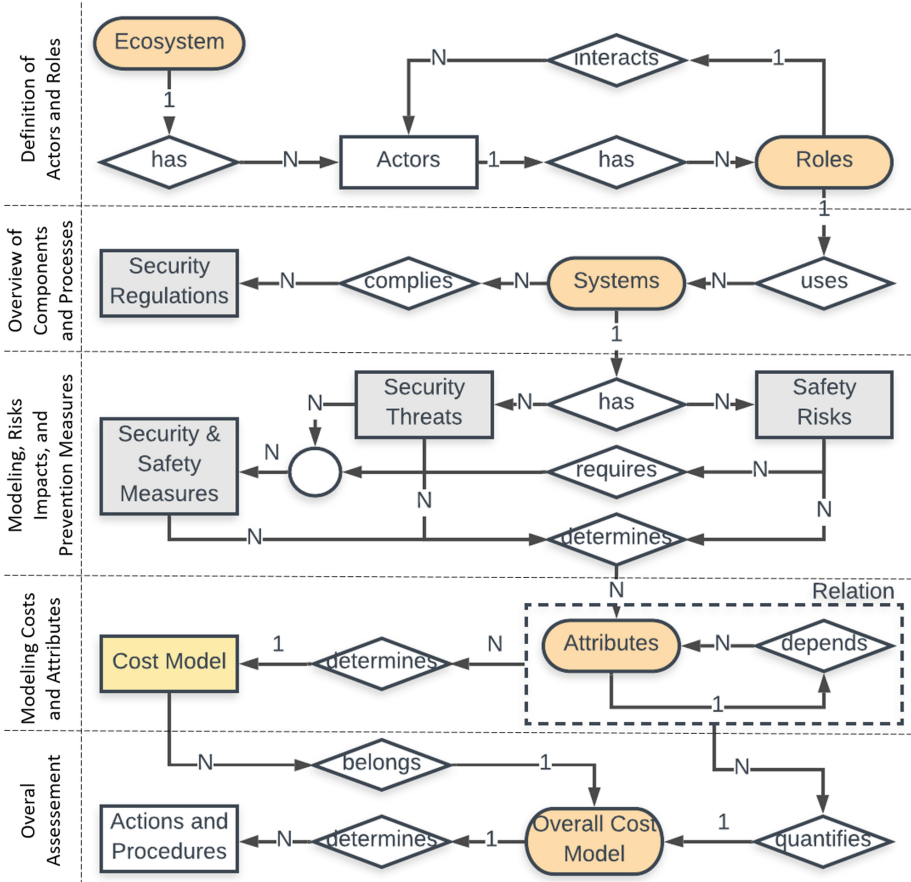 Definition of
Actors and Roles
Ecosystem
1
has
N
Actors
1
has
N
Roles
interacts
N
1
1
Overview of
Components
and Processes
Security
Regulations
N
complies
N
Systems
N
uses
1
Modeling, Risks
Impacts, and
Prevention Measures
Security
Threats
N
has
N
Safety
Risks
N
Security &
Safety
Measures
N
requires
N
N
N
N
determines
N
Modeling Costs
and Attributes
Relation
Cost Model
1
determines
N
Attributes
N
depends
1
Overal
Assessement
N
belongs
1
N
Actions and
Procedures
N
determines
1
Overall Cost
Model
1
quantifies